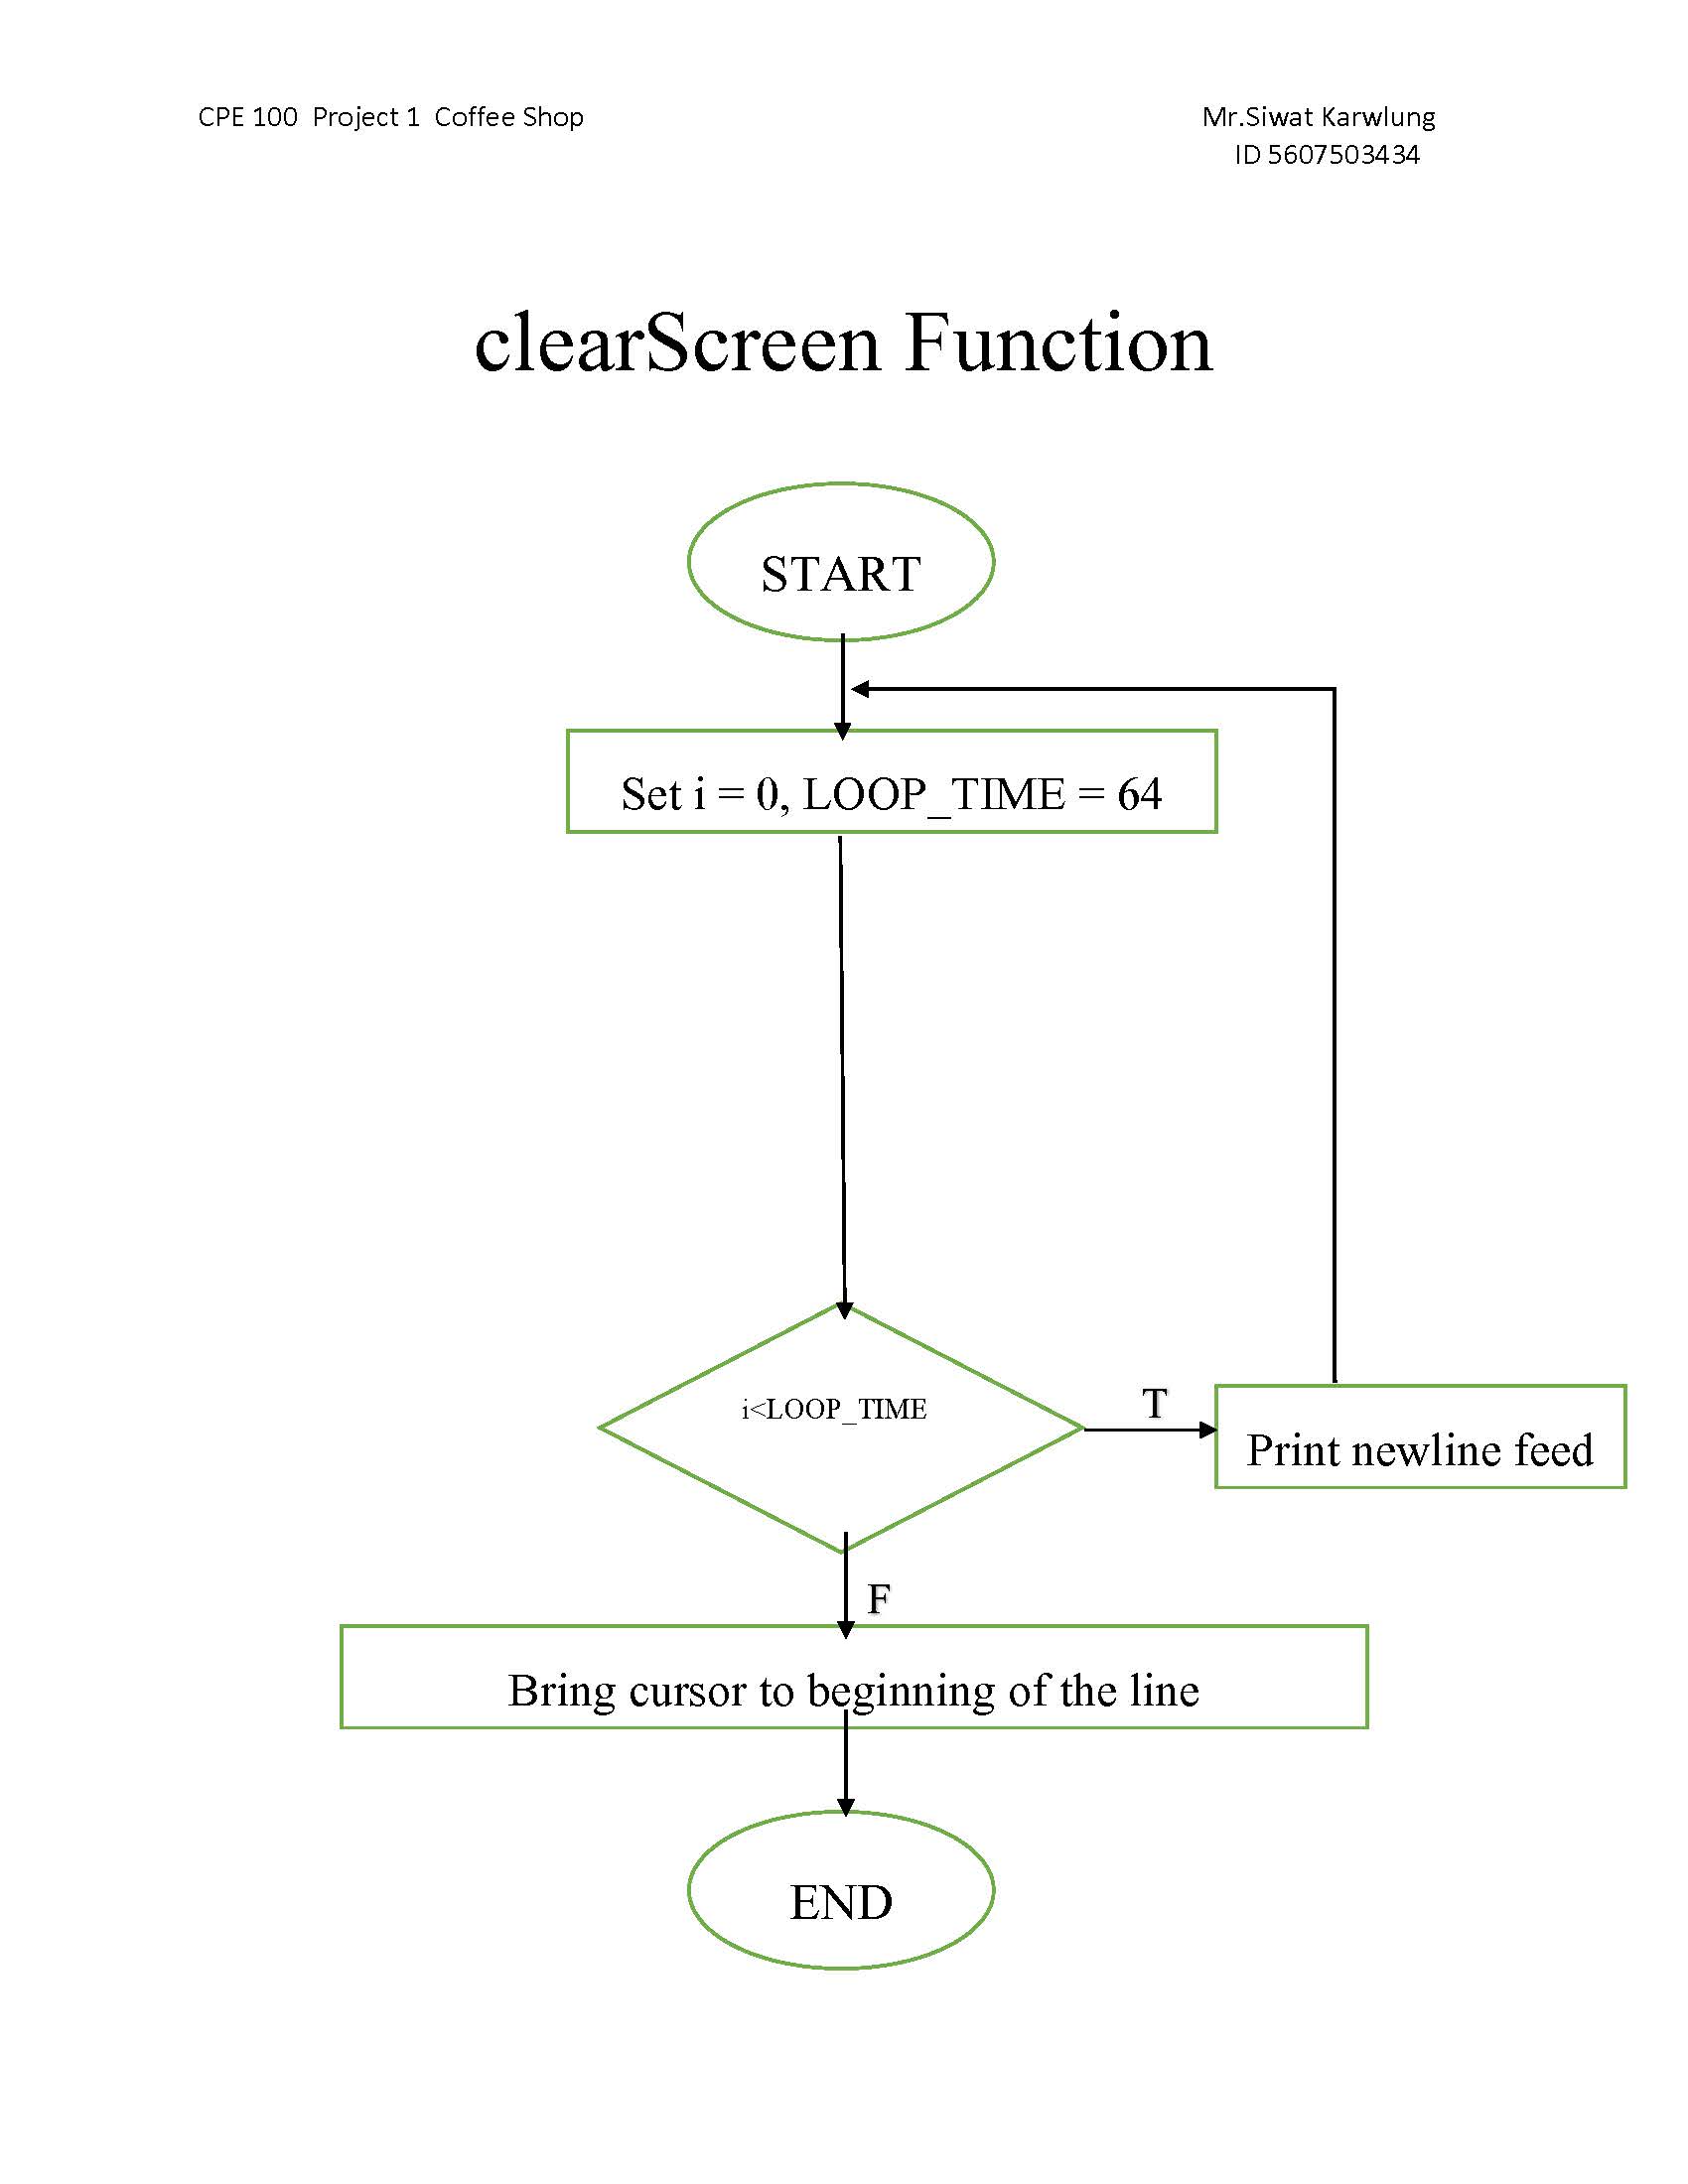 CPE 100 Project 1 Coffee Shop
Mr.Siwat Karwlung
ID 5607503434
clearScreen Function
START
Set i = 0, LOOP_TIME = 64
i<LOOP_TIME
T
Print newline feed
F
Bring cursor to beginning of the line
END